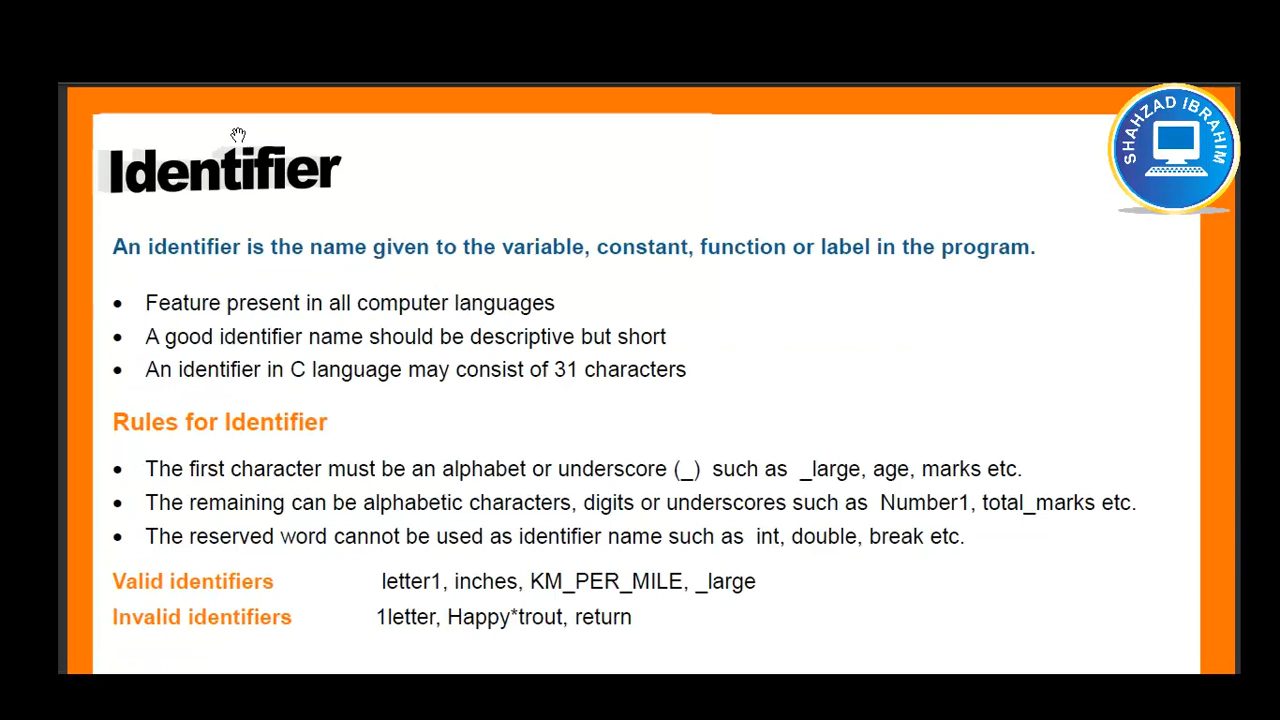 SHAHZAD IBRAHIM
Identifier
An identifier is the name given to the variable, constant, function or label in the program.
• Feature present in all computer languages
• A good identifier name should be descriptive but short
• An identifier in C language may consist of 31 characters
Rules for Identifier
• The first character must be an alphabet or underscore (_) such as _large, age, marks etc.
• The remaining can be alphabetic characters, digits or underscores such as Number1, total_marks etc.
• The reserved word cannot be used as identifier name such as int, double, break etc.
Valid identifiers letter1, inches, KM_PER_MILE, _large
Invalid identifiers 1letter, Happy*trout, return